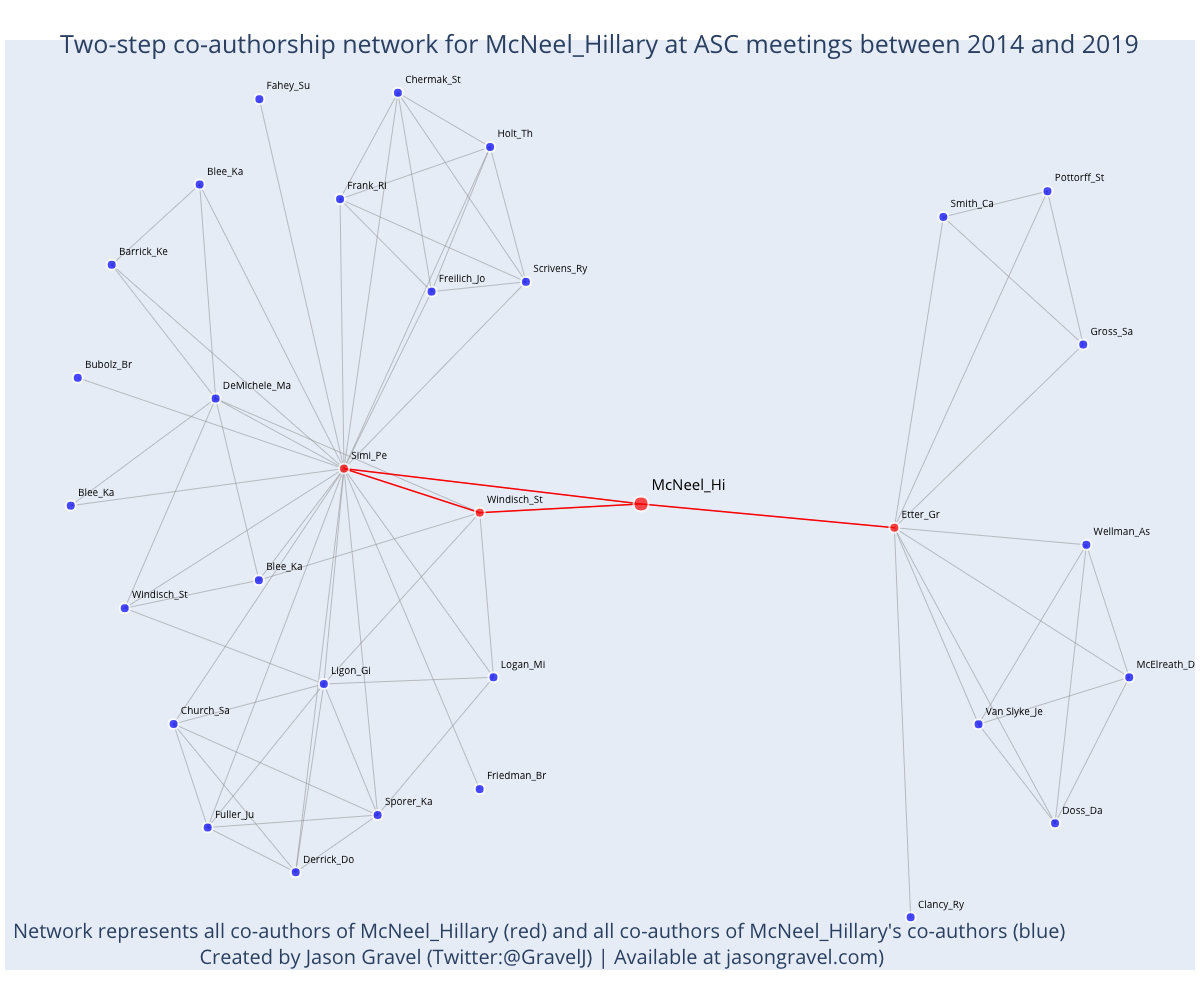 Two-step co-authorship network for McNeel_Hillary at ASC meetings between 2014 and 2019
Chermak_St
Fahey_Su
Holt_Th
Blee_Ka
Pottorff_St
Frank_Ri
Smith_Ca
Barrick_Ke
Scrivens_Ry
Freilich_Jo
Gross_Sa
Bubolz_Br
DeMichele_Ma
Simi_Pe
McNeel_Hi
Blee_Ka
Windisch_St
Etter_Gr
Wellman_As
Blee_Ka
Windisch_St
Logan_Mi
McElreath_D
Ligon_Gi
Church_Sa
Van Slyke_Je
Friedman_Br
Sporer_Ka
Fuller_Ju
Doss_Da
Derrick_Do
Clancy_Ry
Network represents all co-authors of McNeel_Hillary (red) and all co-authors of McNeel_Hillary's co-authors (blue)
Created by Jason Gravel (Twitter:@GravelJ) | Available at jasongravel.com)